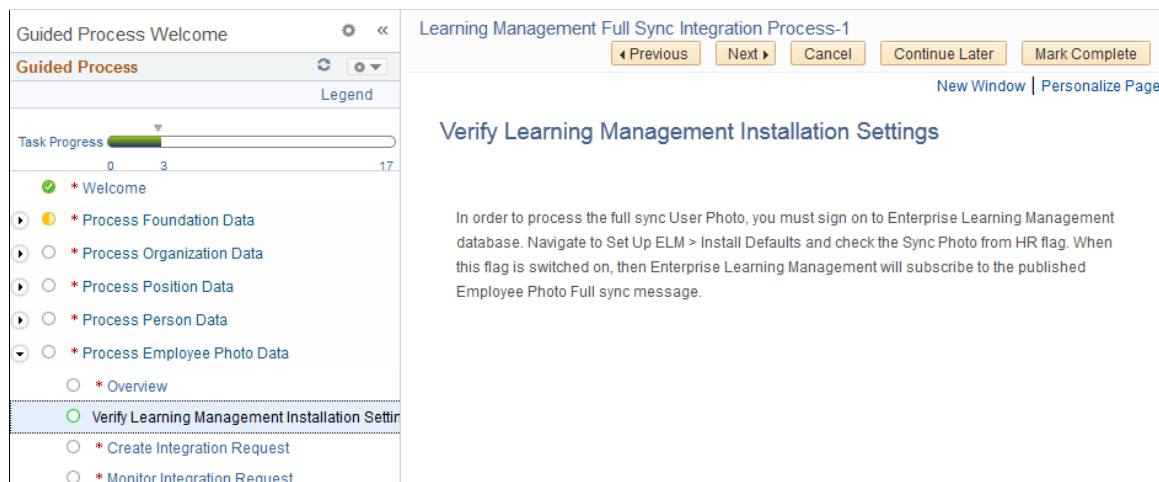 Guided Process Welcome
Guided Process
Legend
Task Progress
0 3 17
* Welcome
* Process Foundation Data
* Process Organization Data
* Process Position Data
* Process Person Data
* Process Employee Photo Data
* Overview
Verify Learning Management Installation Settin
* Create Integration Request
* Monitor Integration Request
Learning Management Full Sync Integration Process-1
Previous Next Cancel Continue Later Mark Complete
New Window | Personalize Page
Verify Learning Management Installation Settings
In order to process the full sync User Photo, you must sign on to Enterprise Learning Management
database. Navigate to Set Up ELM > Install Defaults and check the Sync Photo from HR flag. When
this flag is switched on, then Enterprise Learning Management will subscribe to the published
Employee Photo Full sync message.